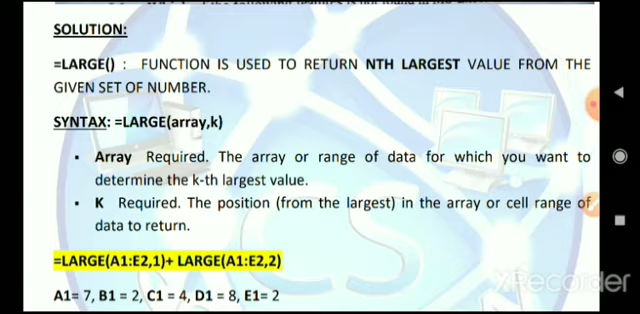 SOLUTION:
=LARGE() : FUNCTION IS USED TO RETURN NTH LARGEST VALUE FROM THE
GIVEN SET OF NUMBER.
SYNTAX: =LARGE(array,k)
▪ Array Required. The array or range of data for which you want to
determine the k-th largest value.
▪ K Required. The position (from the largest) in the array or cell range of
data to return.
=LARGE(A1:E2,1)+ LARGE(A1:E2,2)
XRecorder
A1= 7, B1 = 2, C1 = 4, D1 = 8, E1= 2
CS